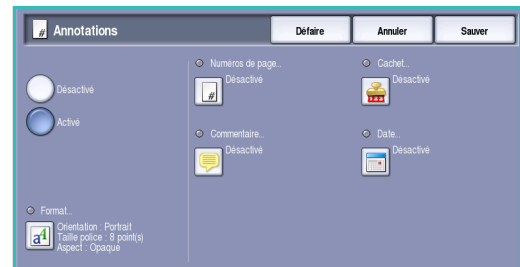 Annotations
Défaire
Annuler
Sauver
Désactivé
Activé
Numéros de page...
Désactivé
Cachet...
Désactivé
Commentaire...
Désactivé
Date...
Désactivé
Format...
Orientation : Portrait
Taille police : 8 point(s)
Aspect : Opaque